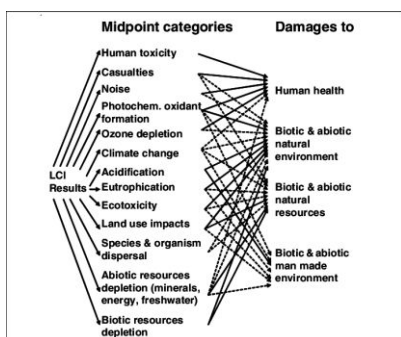 Midpoint categories
Damages to
Human toxicity
Casualties
Noise
Photochem. oxidant
formation
Ozone depletion
Climate change
Acidification
Eutrophication
Ecotoxicity
Land use impacts
Species & organism
dispersal
Abiotic resources
depletion (minerals,
energy, freshwater)
Biotic resources
depletion
LCI
Results
Human health
Biotic & abiotic
natural
environment
Biotic & abiotic
natural
resources
Biotic & abiotic
man made
environment